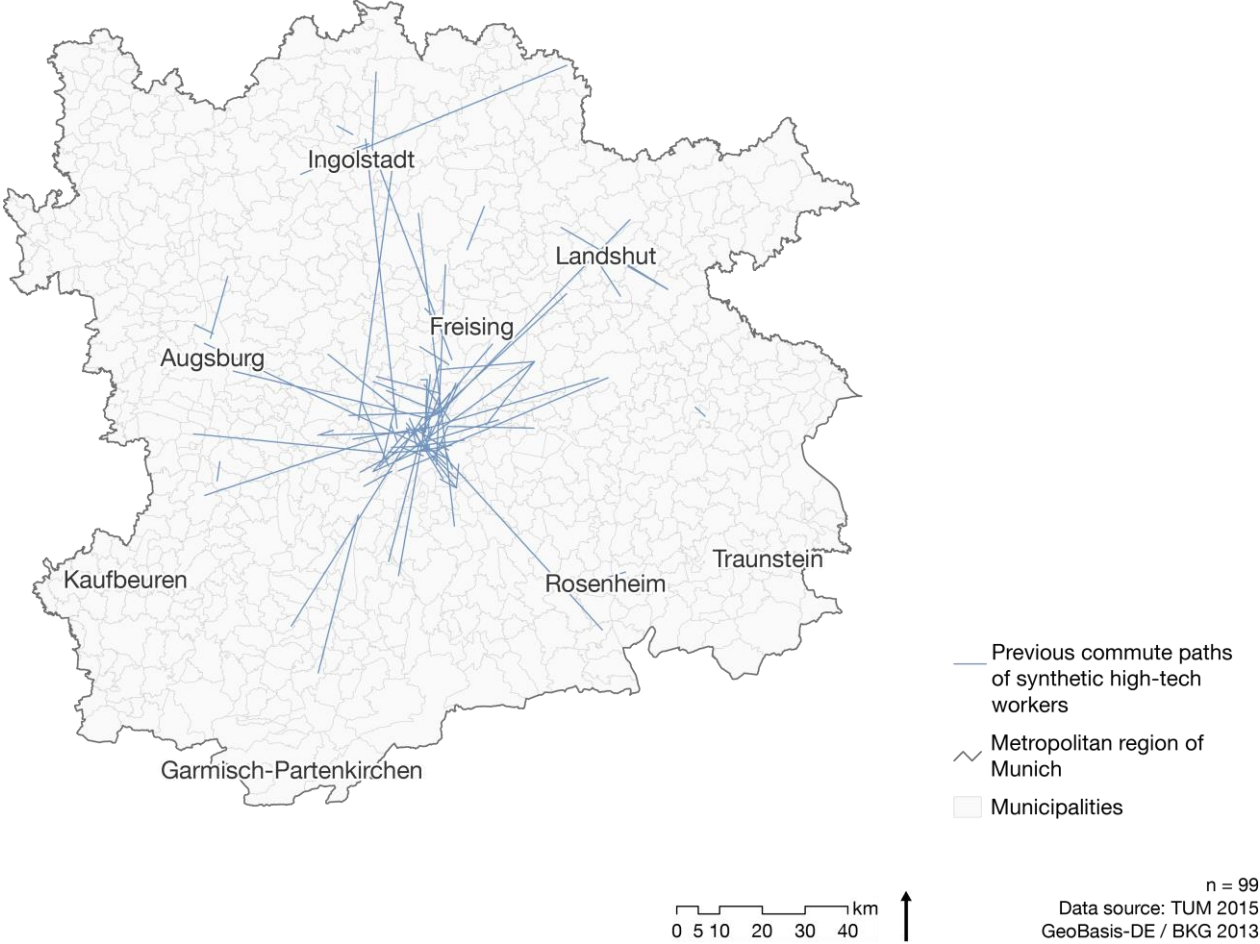 Ingolstadt
Landshut
Freising
Augsburg
Traunstein
Kaufbeuren
Rosenheim
Garmisch-Partenkirchen
Previous commute paths
of synthetic high-tech
workers
Metropolitan region of
Munich
Municipalities
km
0 5 10 20 30 40
n = 99
Data source: TUM 2015
GeoBasis-DE / BKG 2013